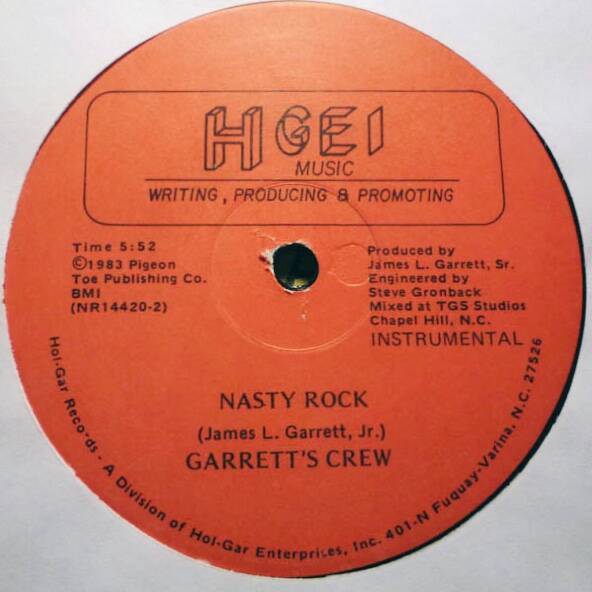 HGEI
MUSIC
WRITING, PRODUCING & PROMOTING
Time 5:52
©1983 Pigeon
Toe Publishing Co.
BMI
(NR14420-2)
Produced by
James L. Garrett, Sr.
Engineered by
Steve Gronback
Mixed at TGS Studios
Chapel Hill, N.C.
INSTRUMENTAL
NASTY ROCK
(James L. Garrett, Jr.)
GARRETT'S CREW
Hol-Gar Records - A Division of Hol-Gar Enterprises, Inc. 401-N Fuquay-Varina, N.C. 27526